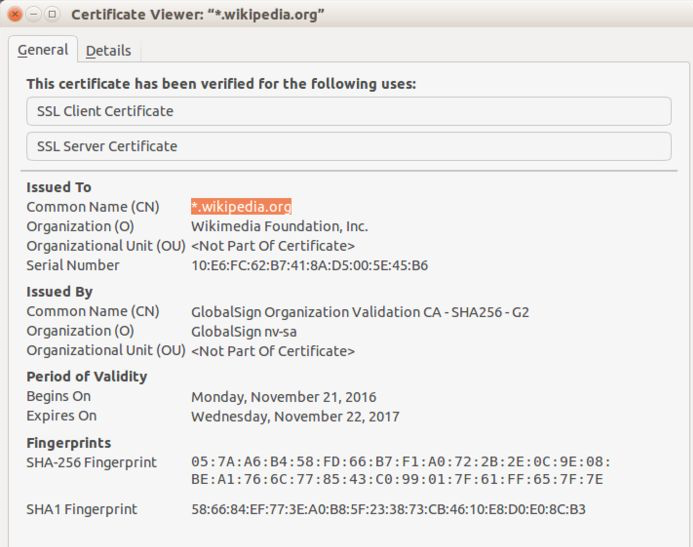 Certificate Viewer: “*.wikipedia.org”
General Details
This certificate has been verified for the following uses:
SSL Client Certificate
SSL Server Certificate
Issued To
Common Name (CN) *.wikipedia.org
Organization (O) Wikimedia Foundation, Inc.
Organizational Unit (OU) <Not Part Of Certificate>
Serial Number 10:E6:FC:62:B7:41:8A:D5:00:5E:45:B6
Issued By
Common Name (CN) GlobalSign Organization Validation CA - SHA256 - G2
Organization (O) GlobalSign nv-sa
Organizational Unit (OU) <Not Part Of Certificate>
Period of Validity
Begins On Monday, November 21, 2016
Expires On Wednesday, November 22, 2017
Fingerprints
SHA-256 Fingerprint 05:7A:A6:B4:58:FD:66:B7:F1:A0:72:2B:2E:0C:9E:08:
BE:A1:76:6C:77:85:43:C0:99:01:7F:61:FF:65:7F:7E
SHA1 Fingerprint 58:66:84:EF:77:3E:A0:B8:5F:23:38:73:CB:46:10:E8:D0:E0:8C:B3